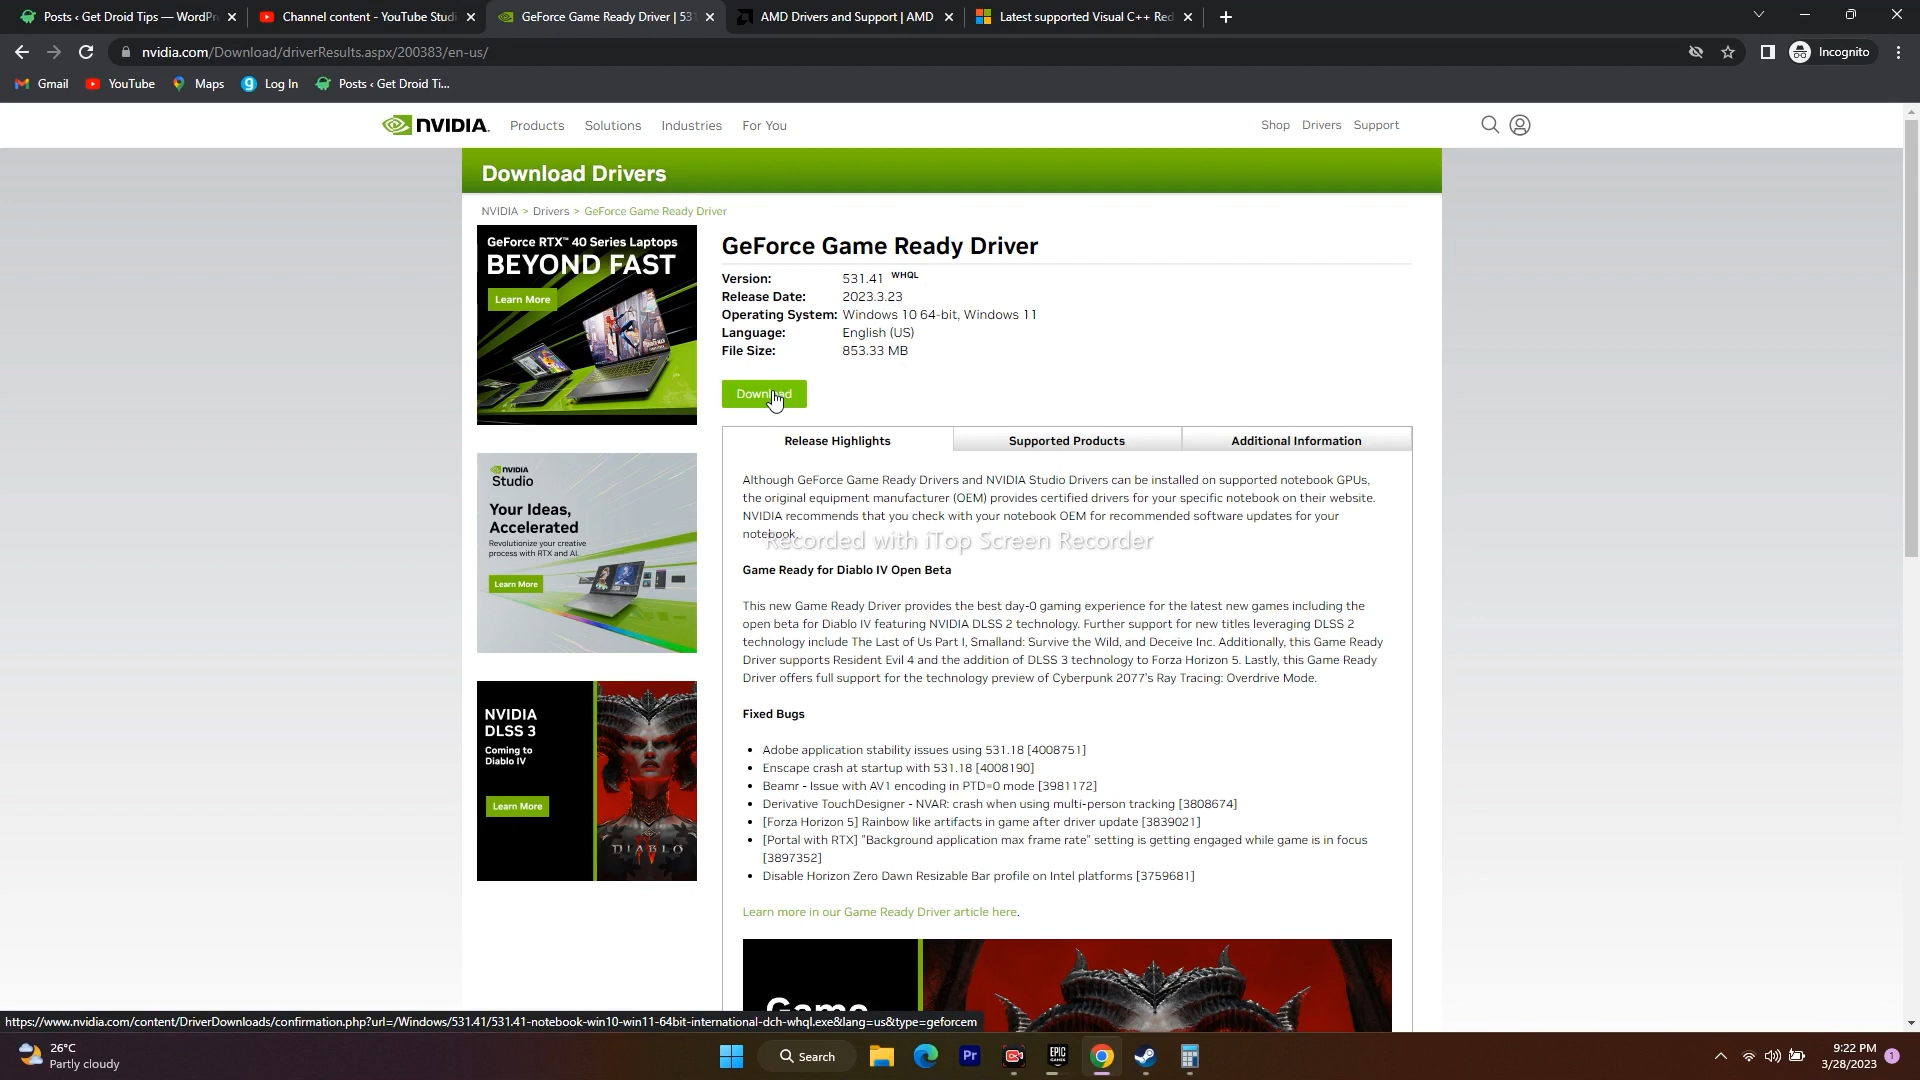 Posts ‹ Get Droid Tips — WordPr
Channel content - YouTube Studi
GeForce Game Ready Driver | 531
AMD Drivers and Support | AMD
Latest supported Visual C++ Red
nvidia.com/Download/driverResults.aspx/200383/en-us/
Incognito
Gmail
YouTube
Maps
Log In
Posts ‹ Get Droid Ti...
NVIDIA.
Products
Solutions
Industries
For You
Shop
Drivers
Support
Download Drivers
NVIDIA > Drivers > GeForce Game Ready Driver
GeForce RTX™ 40 Series Laptops
BEYOND FAST
Learn More
NVIDIA
Studio
Your Ideas,
Accelerated
Revolutionize your creative
process with RTX and AI.
Learn More
NVIDIA
DLSS 3
Coming to
Diablo IV
Learn More
DIABLO
GeForce Game Ready Driver
Version: 531.41 WHQL
Release Date: 2023.3.23
Operating System: Windows 10 64-bit, Windows 11
Language: English (US)
File Size: 853.33 MB
Download
Release Highlights
Supported Products
Additional Information
Although GeForce Game Ready Drivers and NVIDIA Studio Drivers can be installed on supported notebook GPUs,
the original equipment manufacturer (OEM) provides certified drivers for your specific notebook on their website.
NVIDIA recommends that you check with your notebook OEM for recommended software updates for your
notebook.
Recorded with iTop Screen Recorder
Game Ready for Diablo IV Open Beta
This new Game Ready Driver provides the best day-0 gaming experience for the latest new games including the
open beta for Diablo IV featuring NVIDIA DLSS 2 technology. Further support for new titles leveraging DLSS 2
technology include The Last of Us Part I, Smalland: Survive the Wild, and Deceive Inc. Additionally, this Game Ready
Driver supports Resident Evil 4 and the addition of DLSS 3 technology to Forza Horizon 5. Lastly, this Game Ready
Driver offers full support for the technology preview of Cyberpunk 2077's Ray Tracing: Overdrive Mode.
Fixed Bugs
• Adobe application stability issues using 531.18 [4008751]
• Enscape crash at startup with 531.18 [4008190]
• Beamr - Issue with AV1 encoding in PTD=0 mode [3981172]
• Derivative TouchDesigner - NVAR: crash when using multi-person tracking [3808674]
• [Forza Horizon 5] Rainbow like artifacts in game after driver update [3839021]
• [Portal with RTX] "Background application max frame rate" setting is getting engaged while game is in focus
[3897352]
• Disable Horizon Zero Dawn Resizable Bar profile on Intel platforms [3759681]
Learn more in our Game Ready Driver article here.
Game
https://www.nvidia.com/content/DriverDownloads/confirmation.php?url=/Windows/531.41/531.41-notebook-win10-win11-64bit-international-dch-whql.exe&lang=us&type=geforcem
26°C
Partly cloudy
Search
Pr
EPIC
GAMES
9:22 PM
3/28/2023
1